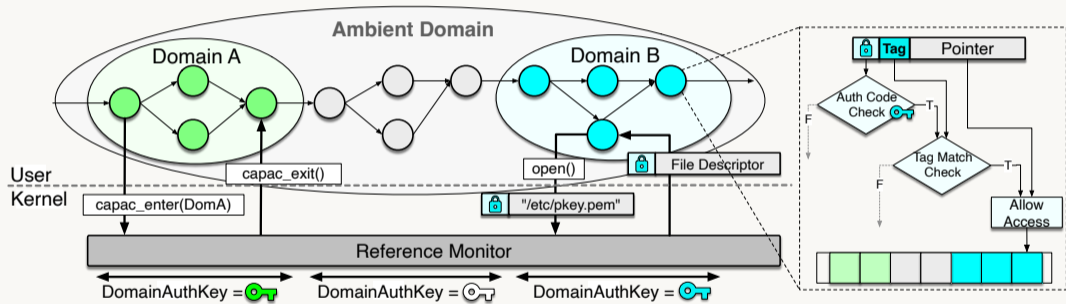 Ambient Domain
Domain A
Domain B
Tag
Pointer
Auth Code
Check
T
F
Tag Match
Check
T
F
Allow
Access
capac_exit()
open()
File Descriptor
User
Kernel
capac_enter(DomA)
"/etc/pkey.pem"
Reference Monitor
DomainAuthKey =
DomainAuthKey =
DomainAuthKey =